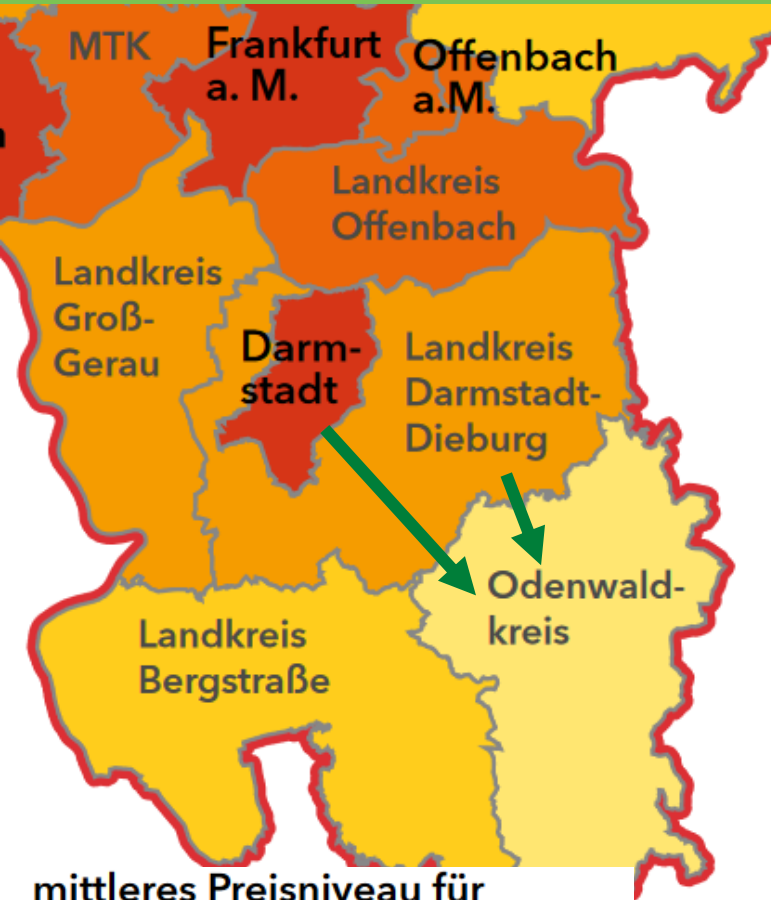 MTK
Frankfurt
a. M.
Offenbach
a.M.
Landkreis
Offenbach
Landkreis
Groß-
Gerau
Darm-
stadt
Landkreis
Darmstadt-
Dieburg
Odenwald-
kreis
Landkreis
Bergstraße
mittleres Preisniveau für